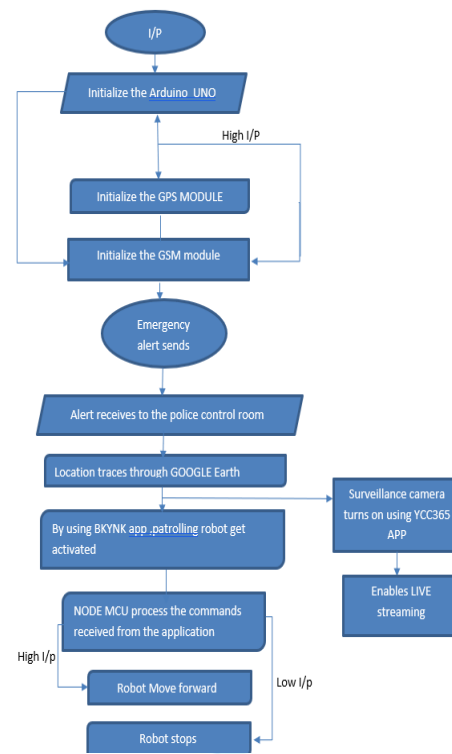 I/P
Initialize the Arduino UNO
High I/P
Initialize the GPS MODULE
Initialize the GSM module
Emergency
alert sends
Alert receives to the police control room
Location traces through GOOGLE Earth
Surveillance camera
turns on using YCC365
APP
By using BKYNK app ,patrolling robot get
activated
Enables LIVE
streaming
NODE MCU process the commands
received from the application
High I/p
Low I/p
Robot Move forward
Robot stops